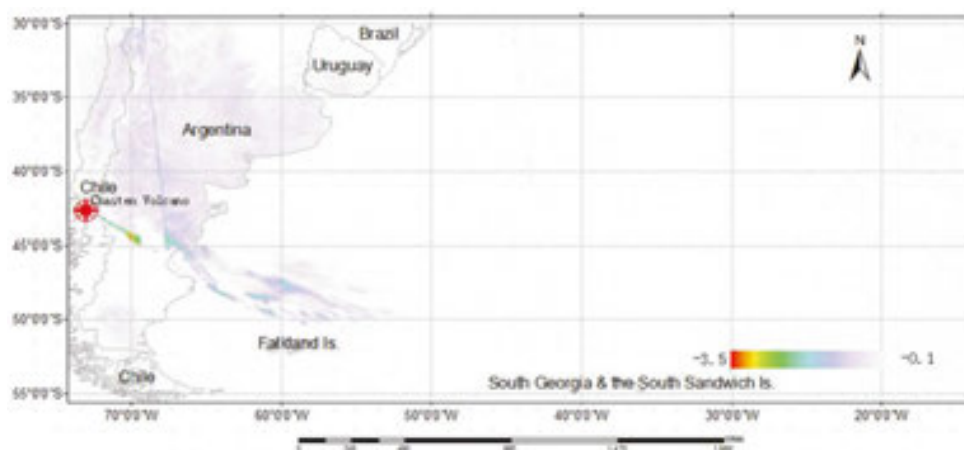 30°00'S
35°00'S
40°00'S
45°00'S
50°00'S
55°00'S
Brazil
Uruguay
N
Argentina
Chile
Chaiten Volcano
Falkland Is.
Chile
-3.5
-0.1
South Georgia & the South Sandwich Is.
70°00'W
60°00'W
50°00'W
40°00'W
30°00'W
20°00'W